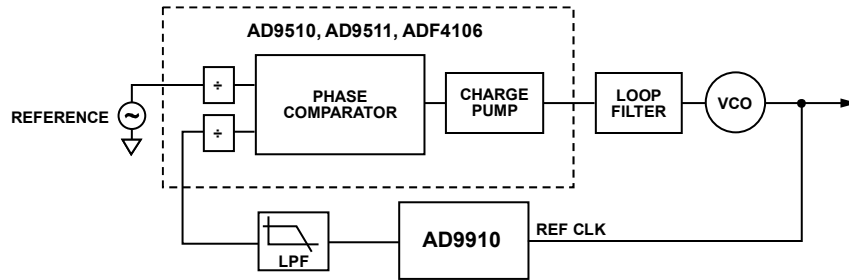 AD9510, AD9511, ADF4106
÷
PHASE
COMPARATOR
CHARGE
PUMP
LOOP
FILTER
VCO
REFERENCE
~
÷
AD9910
REF CLK
LPF